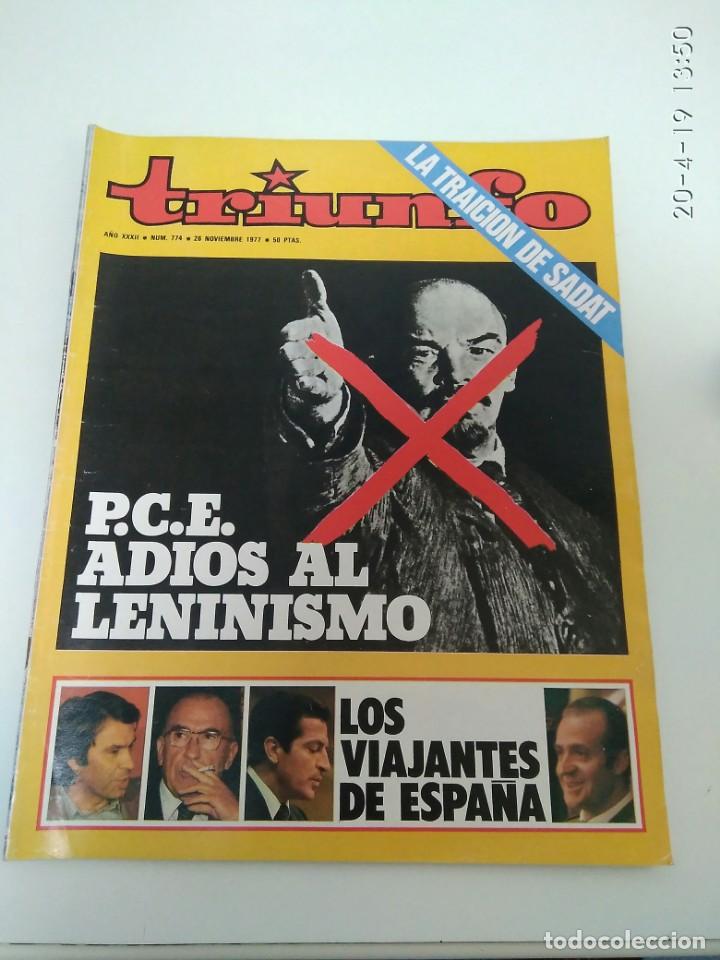 20-4-19 13:50
triunfo
LA TRAICION DE SADAT
AÑO XXXII • NUM. 774 • 26 NOVIEMBRE 1977 • 50 PTAS.
P.C.E.
ADIOS AL
LENINISMO
LOS
VIAJANTES
DE ESPAÑA
todocoleccion